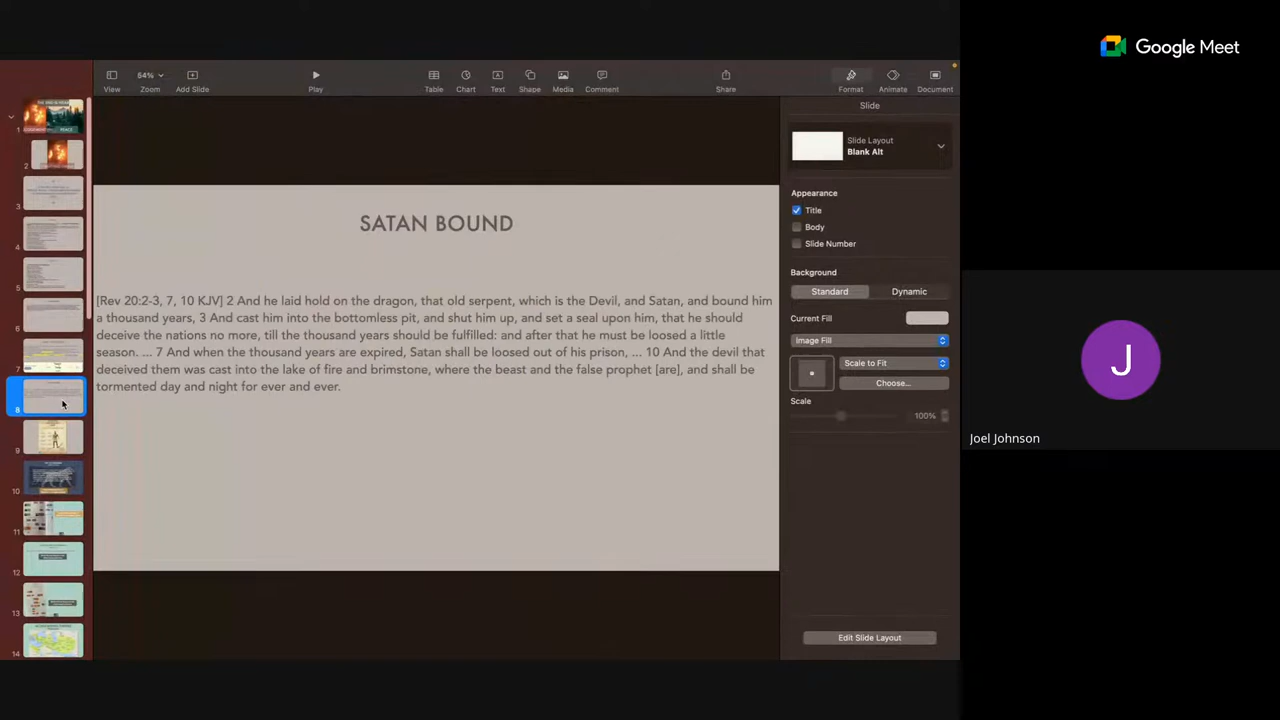 Google Meet
54%
View
Zoom
Add Slide
Play
Table
Chart
Text
Shape
Media
Comment
Share
Format
Animate
Document
Slide
Slide Layout
Blank Alt
Appearance
Title
Body
Slide Number
Background
Standard
Dynamic
Current Fill
Image Fill
Scale to Fit
Choose...
Scale
100%
Edit Slide Layout
1
2
3
4
5
6
7
8
9
10
11
12
13
14
SATAN BOUND
[Rev 20:2-3, 7, 10 KJV] 2 And he laid hold on the dragon, that old serpent, which is the Devil, and Satan, and bound him
a thousand years, 3 And cast him into the bottomless pit, and shut him up, and set a seal upon him, that he should
deceive the nations no more, till the thousand years should be fulfilled: and after that he must be loosed a little
season. ... 7 And when the thousand years are expired, Satan shall be loosed out of his prison, ... 10 And the devil that
deceived them was cast into the lake of fire and brimstone, where the beast and the false prophet [are], and shall be
tormented day and night for ever and ever.
J
Joel Johnson